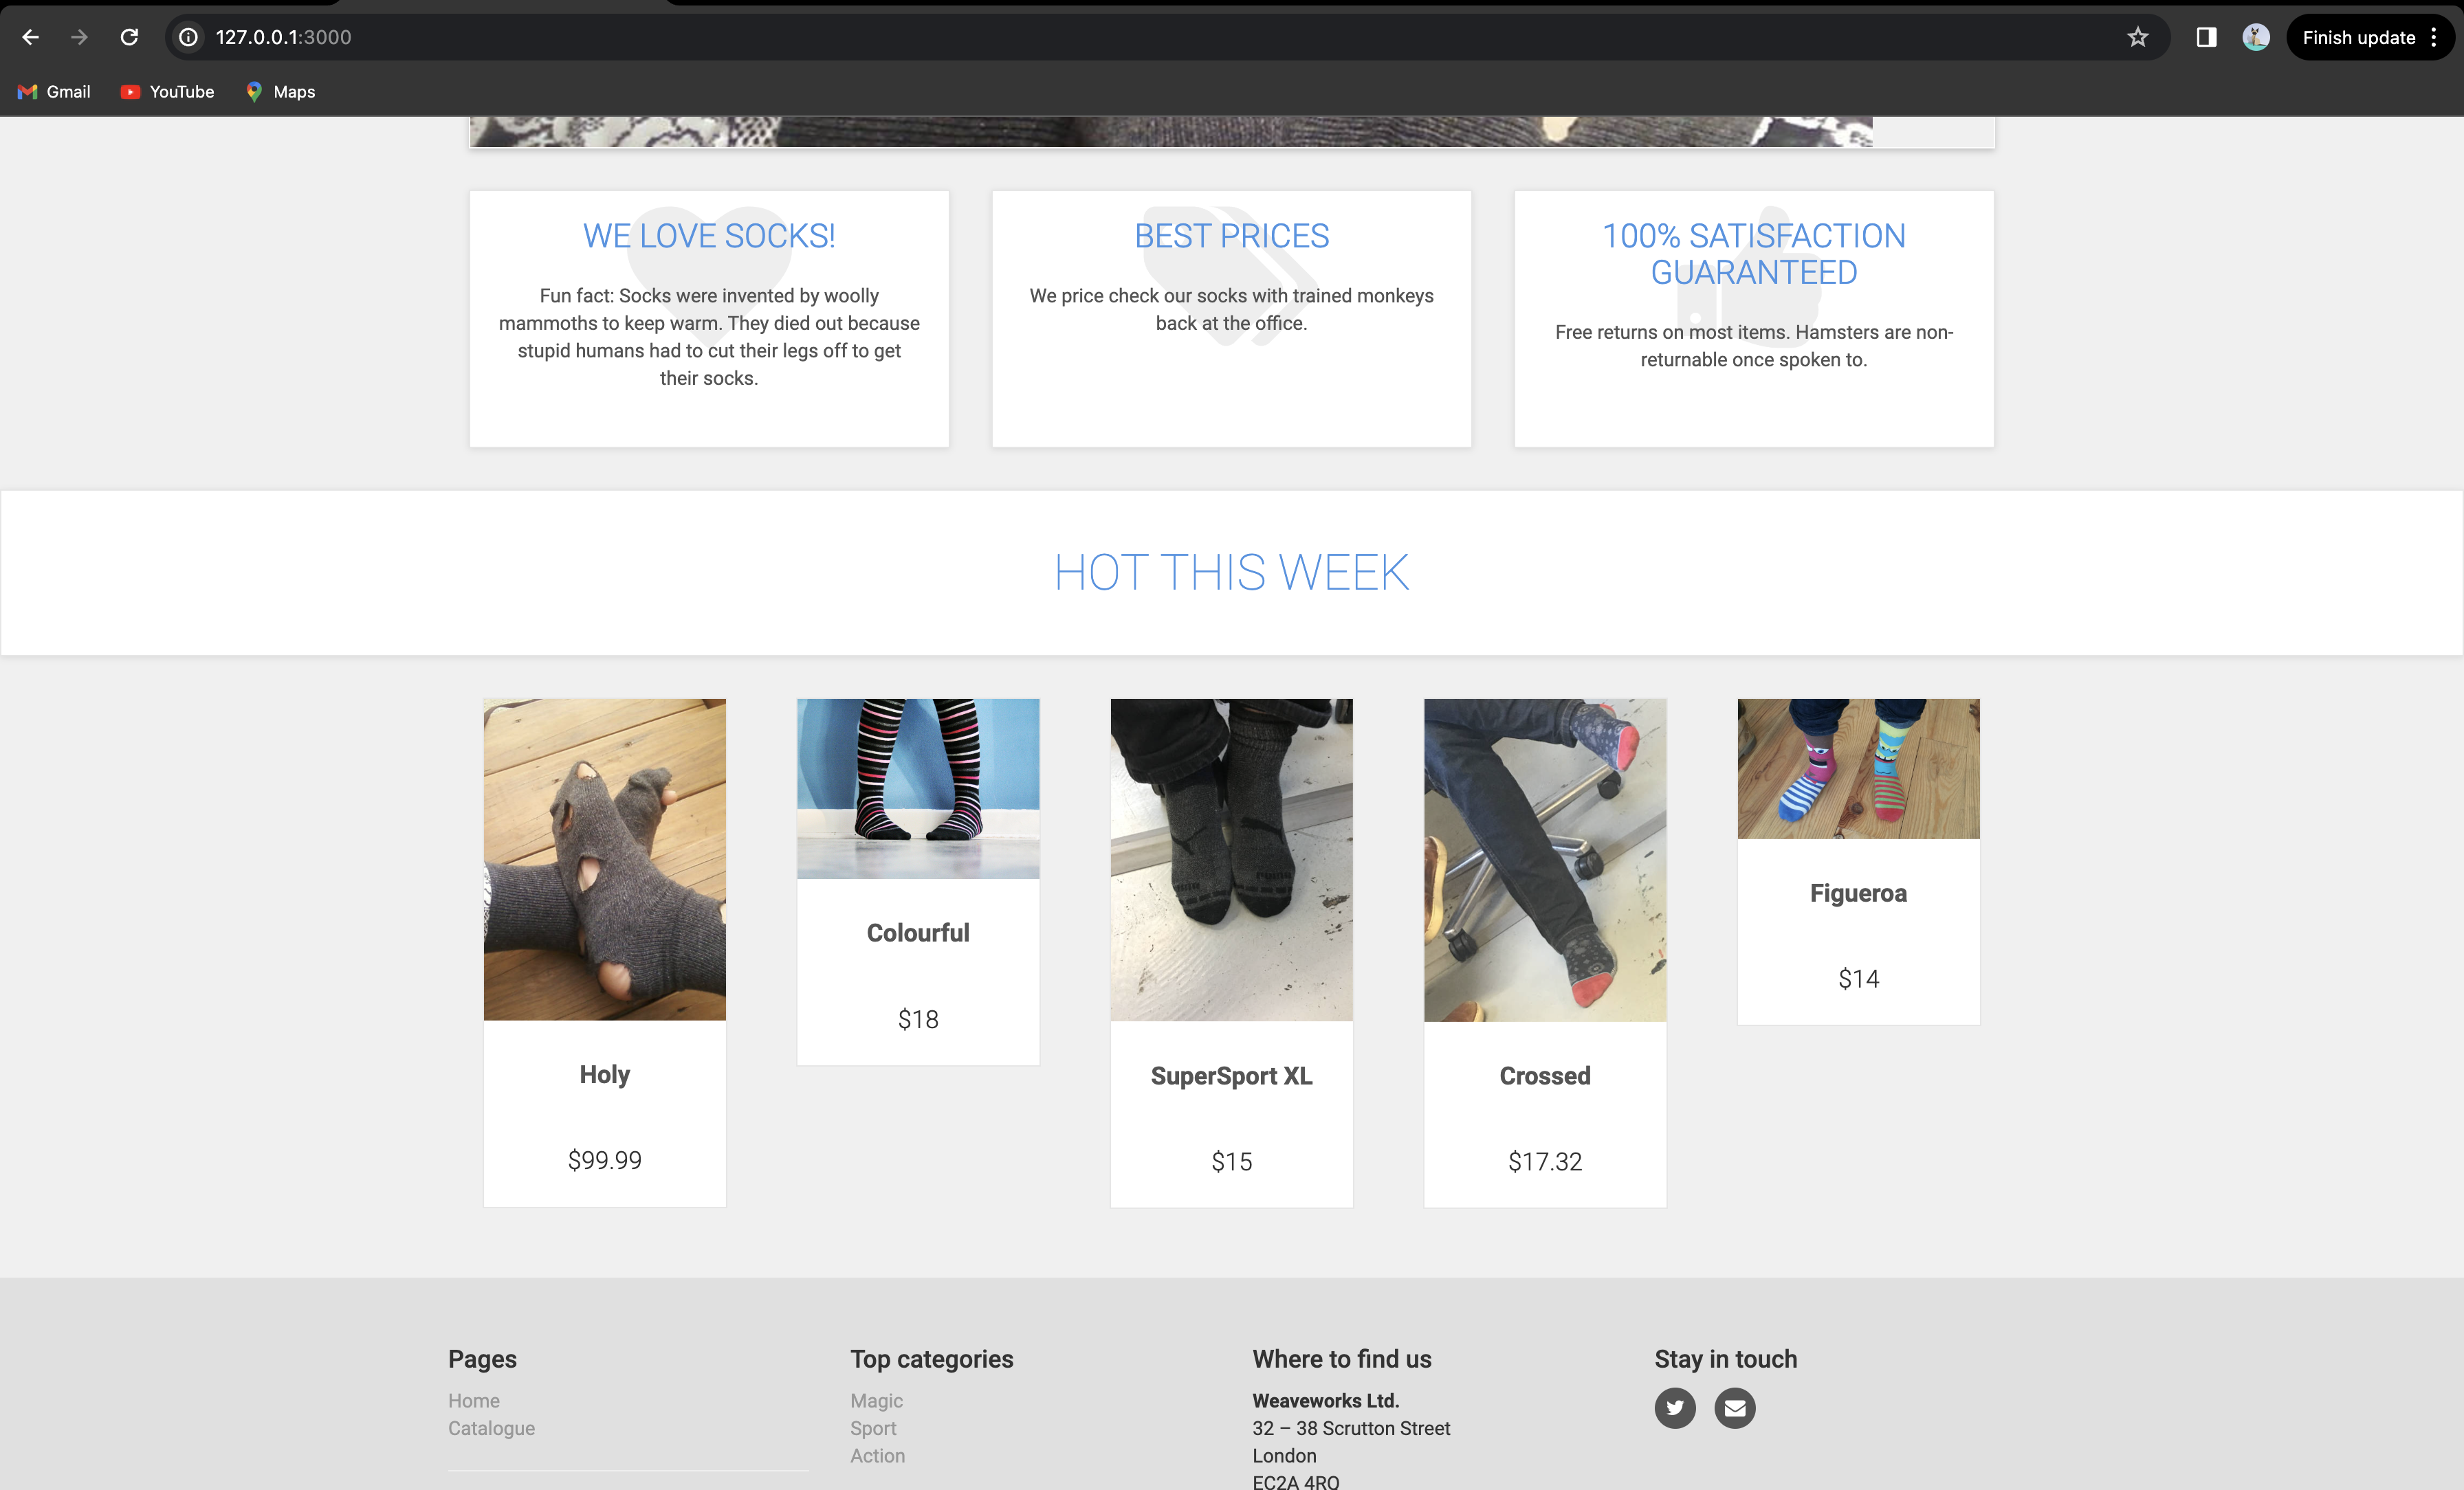 127.0.0.1:3000
Finish update
Gmail
YouTube
Maps
WE LOVE SOCKS!
Fun fact: Socks were invented by woolly
mammoths to keep warm. They died out because
stupid humans had to cut their legs off to get
their socks.
BEST PRICES
We price check our socks with trained monkeys
back at the office.
100% SATISFACTION
GUARANTEED
Free returns on most items. Hamsters are non-
returnable once spoken to.
HOT THIS WEEK
Holy
$99.99
Colourful
$18
SuperSport XL
$15
Crossed
$17.32
Figueroa
$14
Pages
Home
Catalogue
Top categories
Magic
Sport
Action
Where to find us
Weaveworks Ltd.
32 – 38 Scrutton Street
London
EC2A 4RQ
Stay in touch